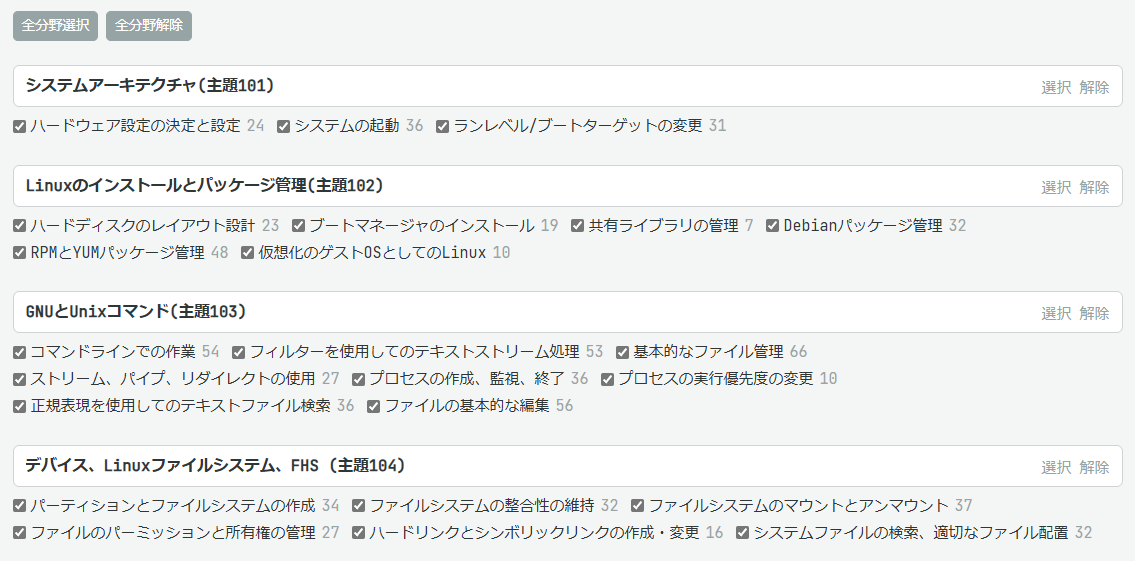 全分野選択 全分野解除
システムアーキテクチャ(主題101) 選択 解除
ハードウェア設定の決定と設定 24 システムの起動 36 ランレベル/ブートターゲットの変更 31
Linuxのインストールとパッケージ管理(主題102) 選択 解除
ハードディスクのレイアウト設計 23 ブートマネージャのインストール 19 共有ライブラリの管理 7 Debianパッケージ管理 32
RPMとYUMパッケージ管理 48 仮想化のゲストOSとしてのLinux 10
GNUとUnixコマンド(主題103) 選択 解除
コマンドラインでの作業 54 フィルターを使用してのテキストストリーム処理 53 基本的なファイル管理 66
ストリーム、パイプ、リダイレクトの使用 27 プロセスの作成、監視、終了 36 プロセスの実行優先度の変更 10
正規表現を使用してのテキストファイル検索 36 ファイルの基本的な編集 56
デバイス、Linuxファイルシステム、FHS (主題104) 選択 解除
パーティションとファイルシステムの作成 34 ファイルシステムの整合性の維持 32 ファイルシステムのマウントとアンマウント 37
ファイルのパーミッションと所有権の管理 27 ハードリンクとシンボリックリンクの作成・変更 16 システムファイルの検索、適切なファイル配置 32